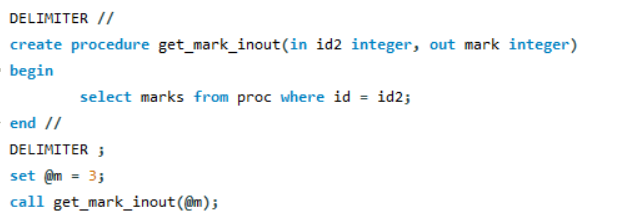 DELIMITER //
create procedure get_mark_inout(in id2 integer, out mark integer)
begin
select marks from proc where id = id2;
end //
DELIMITER ;
set @m = 3;
call get_mark_inout(@m);